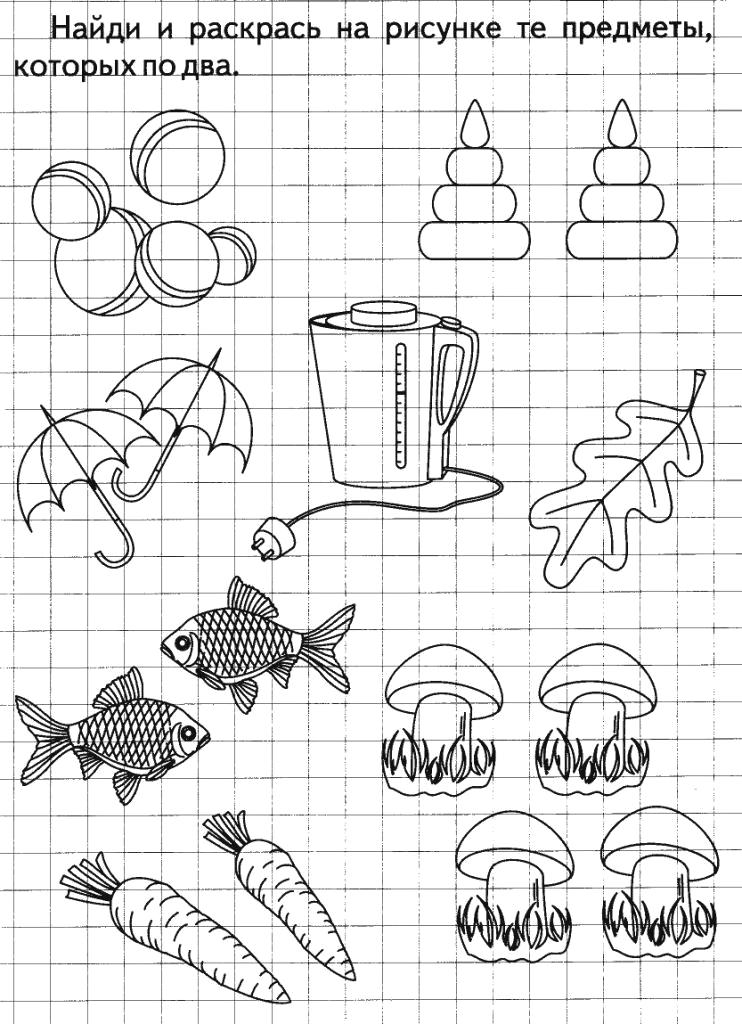 Найди и раскрась на рисунке те предметы,
которых по два.